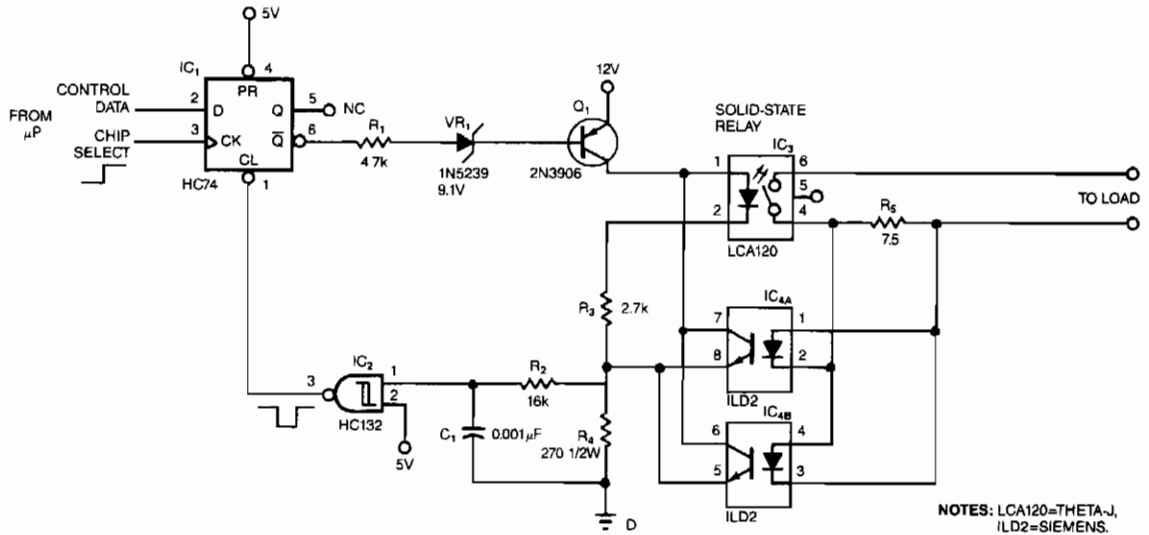 5V
IC1
4
PR
CONTROL
DATA
2
D
Q
5
NC
FROM
μP
CHIP
SELECT
3
CK
Q
6
CL
HC74
1
R1
4 7k
VR1
1N5239
9.1V
12V
Q1
2N3906
SOLID-STATE
RELAY
IC3
1
6
5
2
4
LCA120
R5
7.5
TO LOAD
R3
2.7k
IC4A
7
1
8
2
ILD2
IC4B
6
4
5
3
ILD2
IC2
3
1
2
HC132
5V
R2
16k
C1
0.001μF
R4
270 1/2W
D
NOTES: LCA120=THETA-J,
ILD2=SIEMENS.